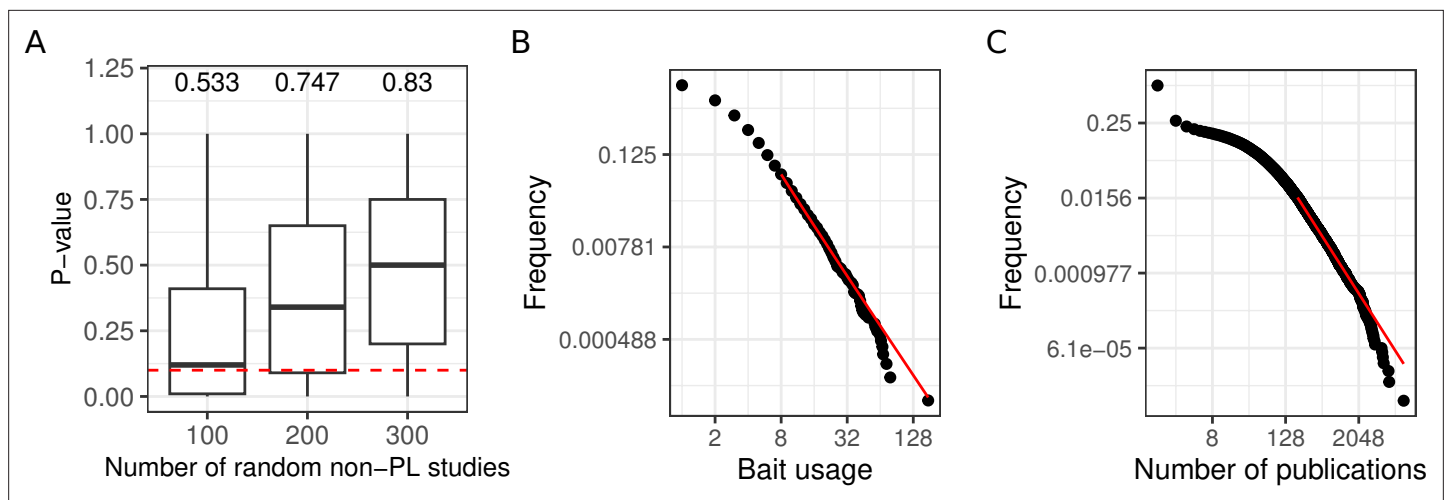 A
1.25
1.00
0.75
0.50
0.25
0.00
P−value
0.533 0.747 0.83
100 200 300
Number of random non−PL studies
B
0.125
0.00781
0.000488
Frequency
2 8 32 128
Bait usage
C
0.25
0.0156
0.000977
6.1e−05
Frequency
8 128 2048
Number of publications